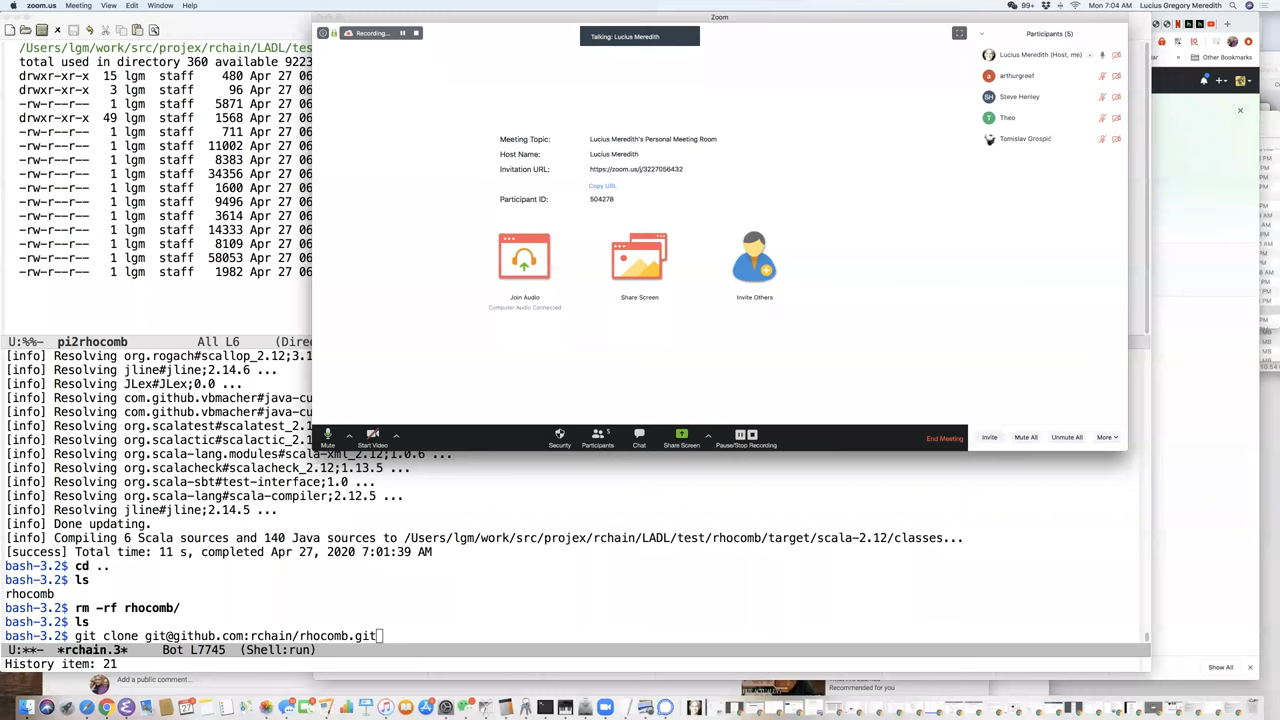 zoom.us Meeting View Edit Window Help
99+ Mon 7:04 AM Lucius Gregory Meredith
Zoom
Recording...
Talking: Lucius Meredith
Participants (5)
Lucius Meredith (Host, me)
arthurgreef
SH Steve Henley
T Theo
Tomislav Grospić
Other Bookmarks
Meeting Topic: Lucius Meredith's Personal Meeting Room
Host Name: Lucius Meredith
Invitation URL: https://zoom.us/j/3227056432
Copy URL
Participant ID: 504278
Join Audio
Computer Audio Connected
Share Screen
Invite Others
Mute
Start Video
Security
Participants 5
Chat
Share Screen
Pause/Stop Recording
End Meeting
Invite
Mute All
Unmute All
More
/Users/lgm/work/src/projex/rchain/LADL/tes
total used in directory 360 available 922
drwxr-xr-x 15 lgm staff 480 Apr 27 06
drwxr-xr-x 3 lgm staff 96 Apr 27 06
-rw-r--r-- 1 lgm staff 5871 Apr 27 06
drwxr-xr-x 49 lgm staff 1568 Apr 27 06
-rw-r--r-- 1 lgm staff 711 Apr 27 06
-rw-r--r-- 1 lgm staff 11002 Apr 27 06
-rw-r--r-- 1 lgm staff 8383 Apr 27 06
-rw-r--r-- 1 lgm staff 34356 Apr 27 06
-rw-r--r-- 1 lgm staff 1600 Apr 27 06
-rw-r--r-- 1 lgm staff 9496 Apr 27 06
-rw-r--r-- 1 lgm staff 3614 Apr 27 06
-rw-r--r-- 1 lgm staff 14333 Apr 27 06
-rw-r--r-- 1 lgm staff 8163 Apr 27 06
-rw-r--r-- 1 lgm staff 58053 Apr 27 06
-rw-r--r-- 1 lgm staff 1982 Apr 27 06
U:%%- pi2rhocomb All L6 (Dire
[info] Resolving org.rogach#scallop_2.12;3.1
[info] Resolving jline#jline;2.14.6 ...
[info] Resolving JLex#JLex;0.0 ...
[info] Resolving com.github.vbmacher#java-cu
[info] Resolving com.github.vbmacher#java-cu
[info] Resolving org.scalatest#scalatest_2.1
[info] Resolving org.scalactic#scalactic_2.1
[info] Resolving org.scala-lang.modules#scala-xml_2.12;1.0.6 ...
[info] Resolving org.scalacheck#scalacheck_2.12;1.13.5 ...
[info] Resolving org.scala-sbt#test-interface;1.0 ...
[info] Resolving org.scala-lang#scala-compiler;2.12.5 ...
[info] Resolving jline#jline;2.14.5 ...
[info] Done updating.
[info] Compiling 6 Scala sources and 140 Java sources to /Users/lgm/work/src/projex/rchain/LADL/test/rhocomb/target/scala-2.12/classes...
[success] Total time: 11 s, completed Apr 27, 2020 7:01:39 AM
bash-3.2$ cd ..
bash-3.2$ ls
rhocomb
bash-3.2$ rm -rf rhocomb/
bash-3.2$ ls
bash-3.2$ git clone git@github.com:rchain/rhocomb.git
U:**- *rchain.3* Bot L7745 (Shell:run)
History item: 21
Add a public comment...
Recommended for you
Show All